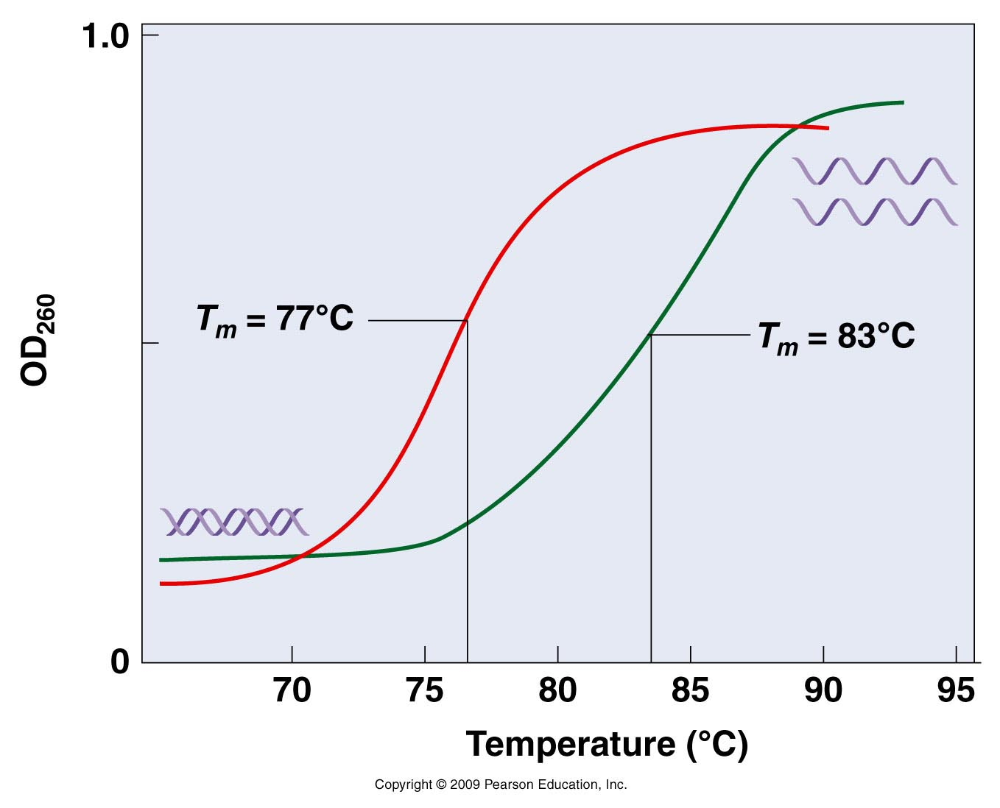 1.0
OD260
Tm = 77°C
Tm = 83°C
0
70 75 80 85 90 95
Temperature (°C)
Copyright © 2009 Pearson Education, Inc.